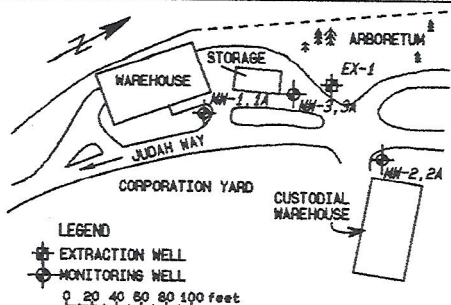 N
ARBORETUM
STORAGE
EX-1
WAREHOUSE
MW-1,1A
MW-3,3A
JUDAH WAY
MW-2,2A
CORPORATION YARD
CUSTODIAL
WAREHOUSE
LEGEND
EXTRACTION WELL
MONITORING WELL
0 20 40 60 80 100 feet